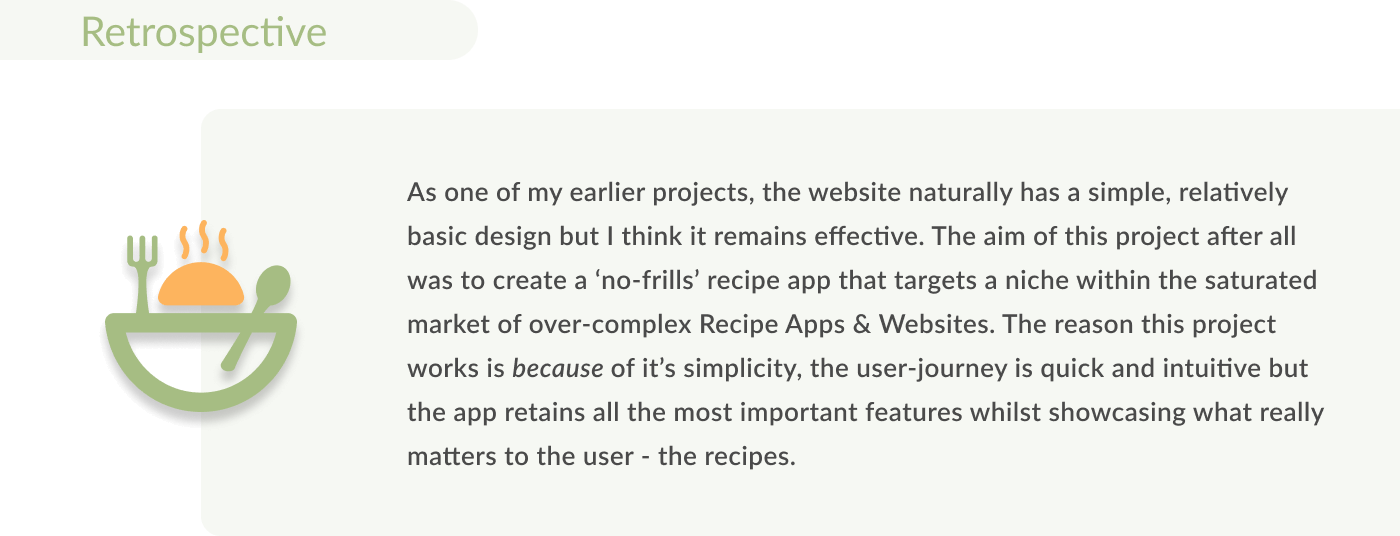 Retrospective
As one of my earlier projects, the website naturally has a simple, relatively
basic design but I think it remains effective. The aim of this project after all
was to create a ‘no-frills’ recipe app that targets a niche within the saturated
market of over-complex Recipe Apps & Websites. The reason this project
works is because of it’s simplicity, the user-journey is quick and intuitive but
the app retains all the most important features whilst showcasing what really
matters to the user - the recipes.